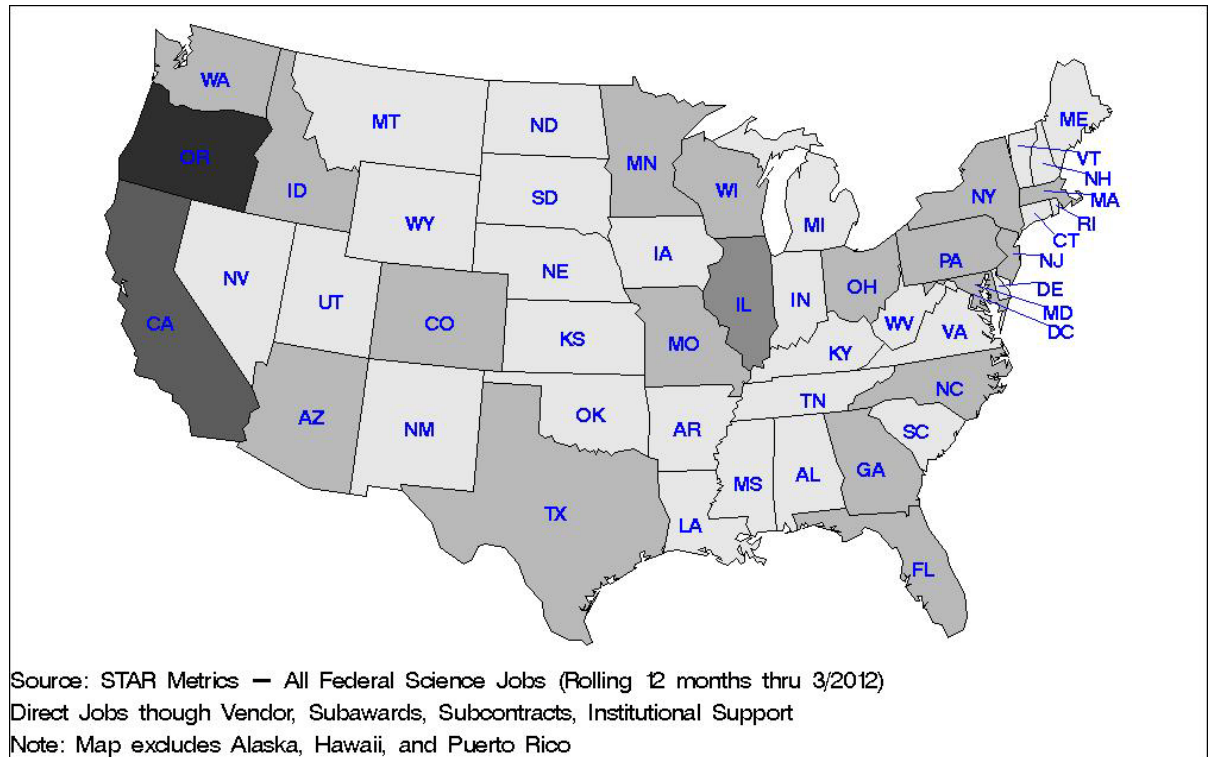 WA
MT
ND
ME
OR
MN
VT
ID
SD
WI
NH
NY
MA
WY
MI
RI
CT
IA
PA
NJ
NE
NV
UT
IL
IN
OH
DE
CA
CO
WV
MD
VA
DC
KS
MO
KY
NC
AZ
NM
OK
AR
TN
SC
GA
MS
AL
TX
LA
FL
Source: STAR Metrics — All Federal Science Jobs (Rolling 12 months thru 3/2012)
Direct Jobs though Vendor, Subawards, Subcontracts, Institutional Support
Note: Map excludes Alaska, Hawaii, and Puerto Rico